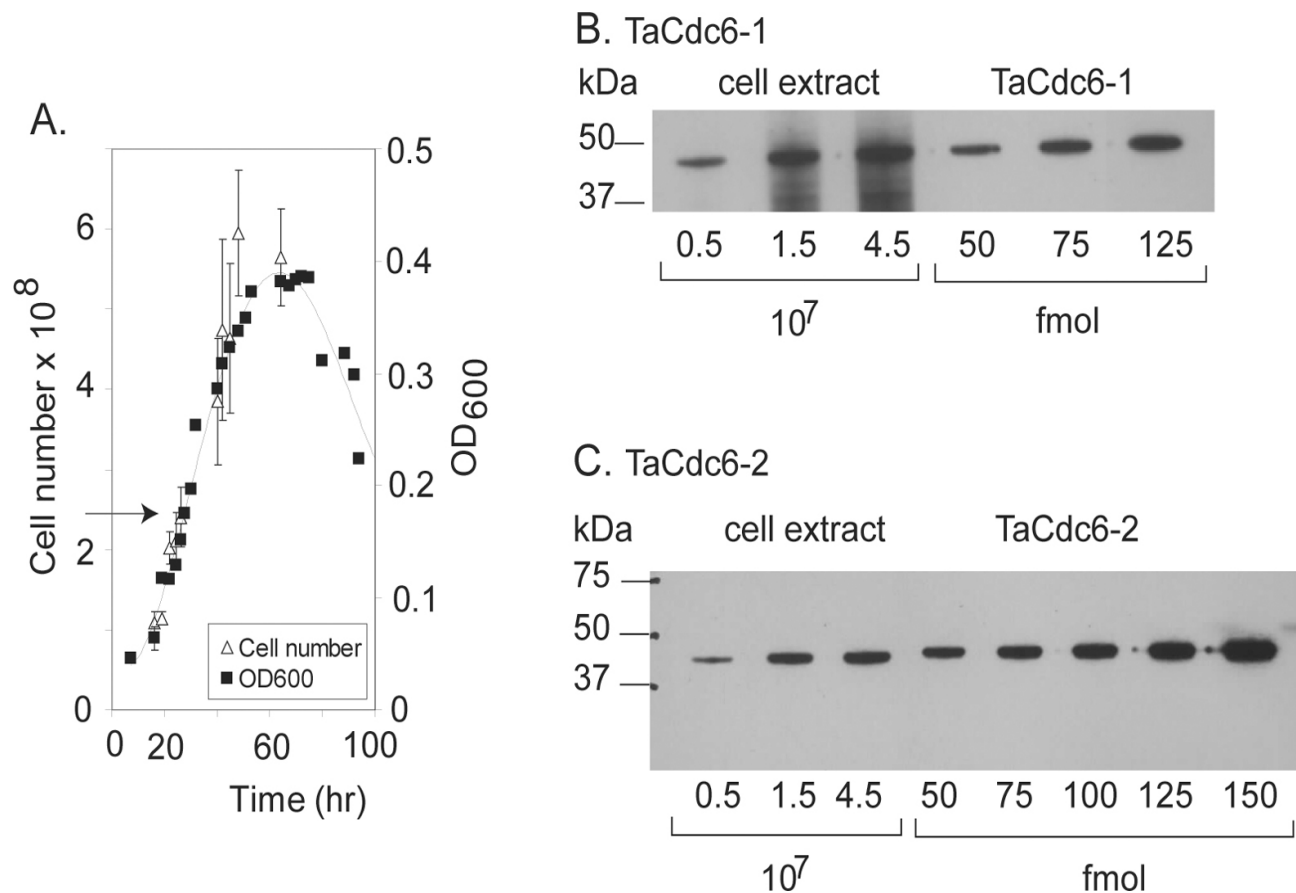 A.
Cell number x 10⁸
6
4
2
0
0.5
0.4
0.3
0.2
0.1
0
OD600
△ Cell number
■ OD600
0 20 60 100
Time (hr)
B. TaCdc6-1
kDa cell extract TaCdc6-1
50
37
0.5 1.5 4.5 50 75 125
10⁷ fmol
C. TaCdc6-2
kDa cell extract TaCdc6-2
75
50
37
0.5 1.5 4.5 50 75 100 125 150
10⁷ fmol